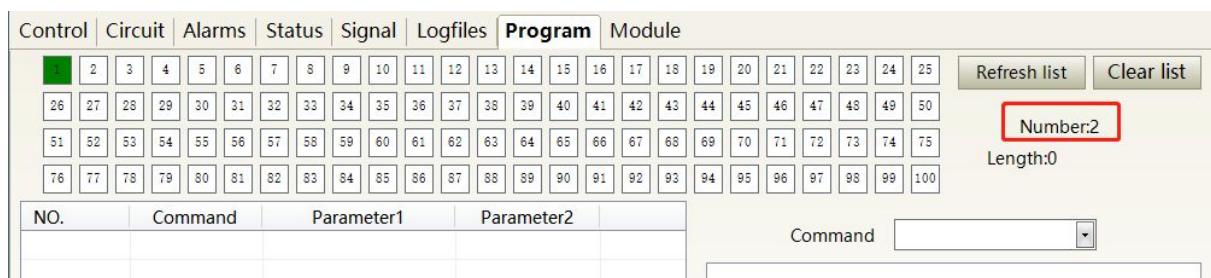 Control Circuit Alarms Status Signal Logfiles Program Module
1 2 3 4 5 6 7 8 9 10 11 12 13 14 15 16 17 18 19 20 21 22 23 24 25 Refresh list Clear list
26 27 28 29 30 31 32 33 34 35 36 37 38 39 40 41 42 43 44 45 46 47 48 49 50
Number:2
51 52 53 54 55 56 57 58 59 60 61 62 63 64 65 66 67 68 69 70 71 72 73 74 75
Length:0
76 77 78 79 80 81 82 83 84 85 86 87 88 89 90 91 92 93 94 95 96 97 98 99 100
NO. Command Parameter1 Parameter2
Command